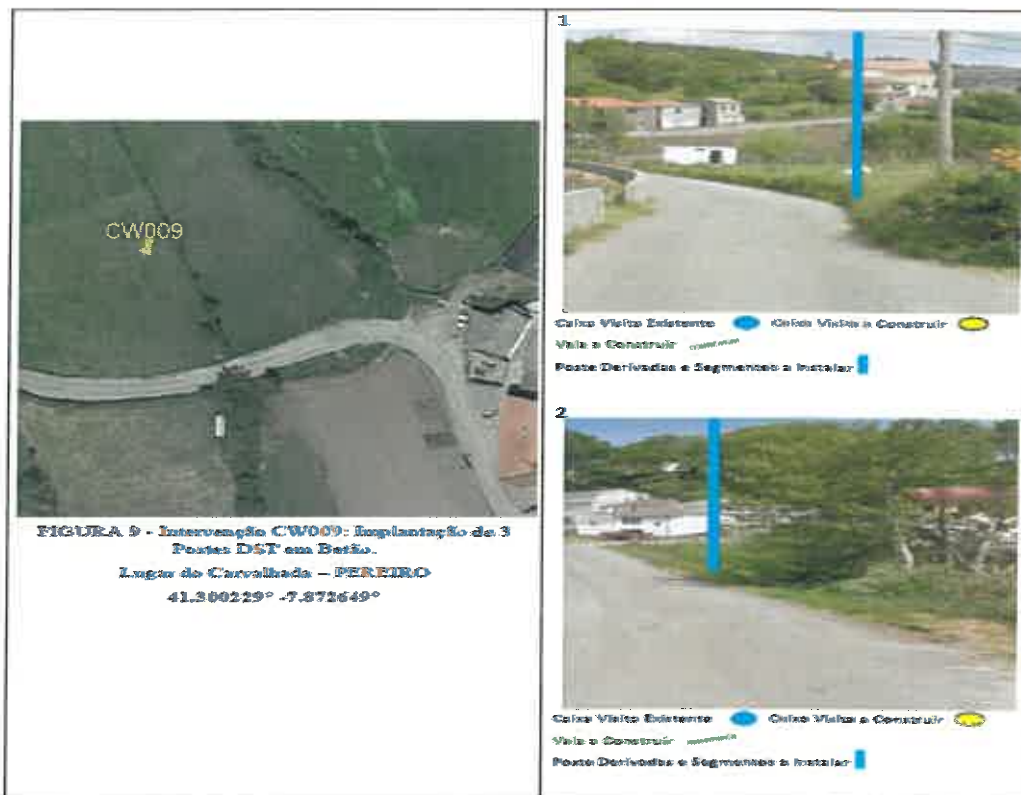 CW009
FIGURA 9 - Intervenção CW009: Implantação de 3
Postes DST em Betão.
Lugar do Carvalhada – PEREIRO
41.300229° -7.872649°
1
Caixa Visita Existente Caixa Visita a Construir
Vala a Construir
Poste Derivadas e Segmentos a Instalar
2
Caixa Visita Existente Caixa Visita a Construir
Vala a Construir
Poste Derivadas e Segmentos a Instalar